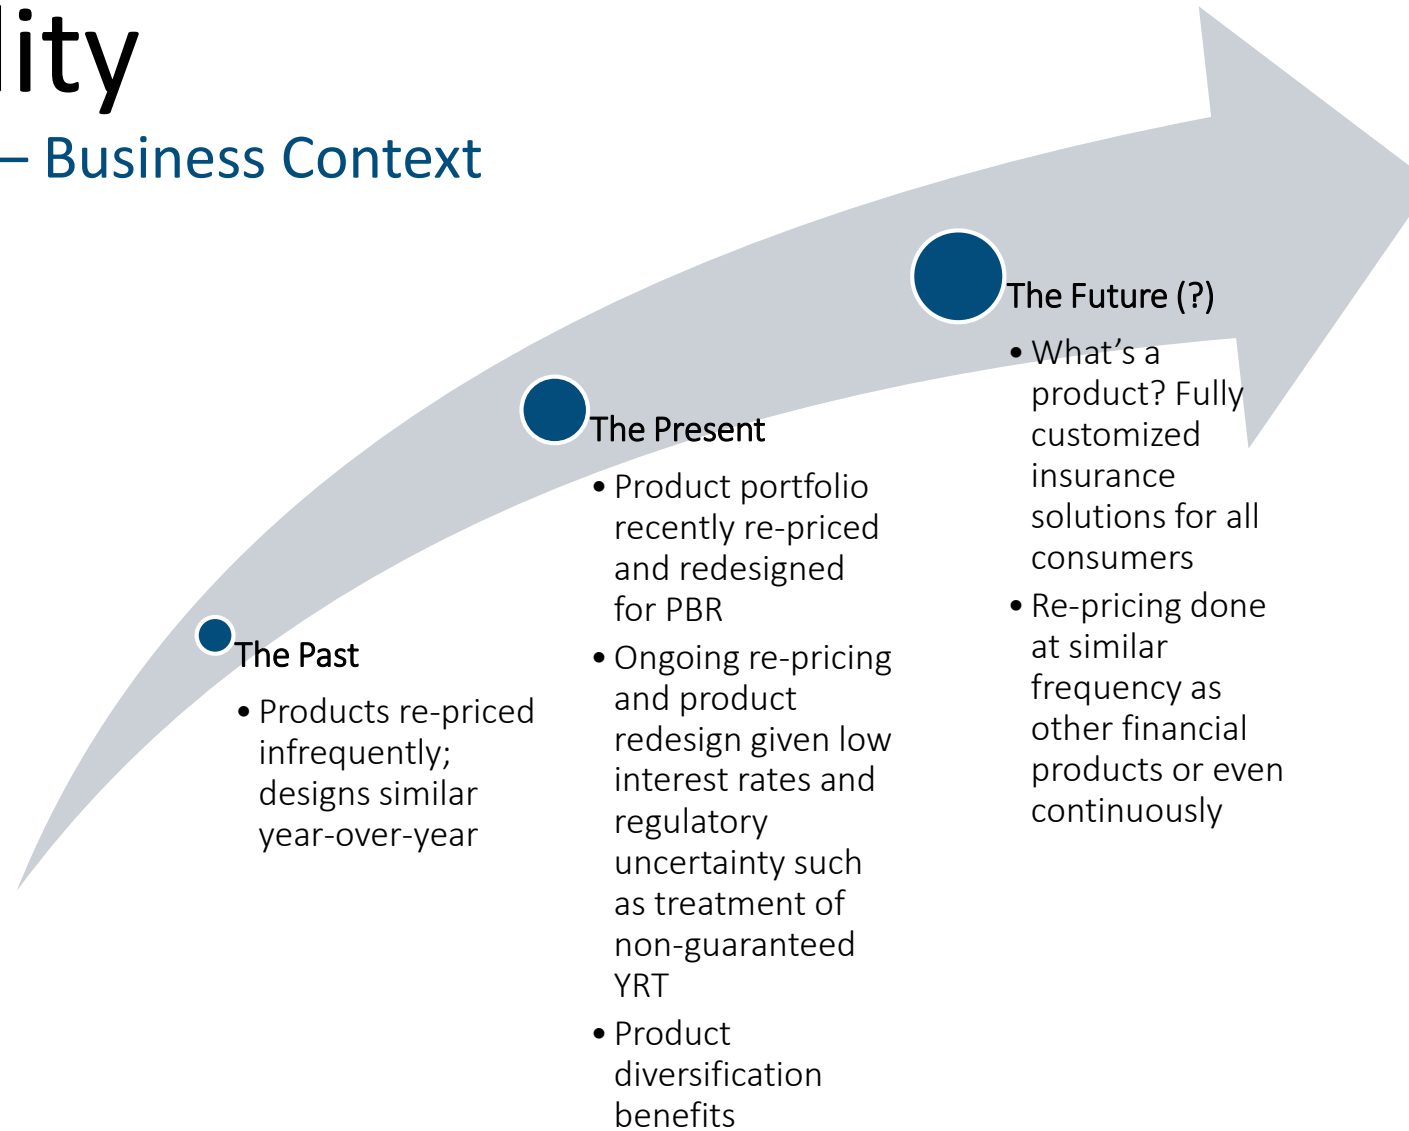 lity
– Business Context
The Past
• Products re-priced
infrequently;
designs similar
year-over-year
The Present
• Product portfolio
recently re-priced
and redesigned
for PBR
• Ongoing re-pricing
and product
redesign given low
interest rates and
regulatory
uncertainty such
as treatment of
non-guaranteed
YRT
• Product
diversification
benefits
The Future (?)
• What’s a
product? Fully
customized
insurance
solutions for all
consumers
• Re-pricing done
at similar
frequency as
other financial
products or even
continuously